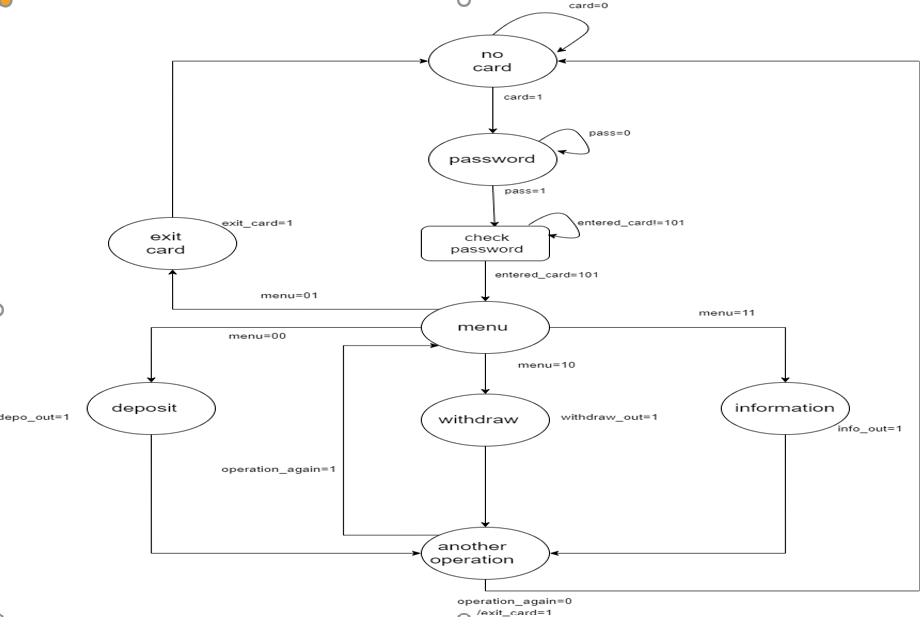 card=0
no
card
card=1
pass=0
password
pass=1
exit_card=1
entered_card!=101
exit
card
check
password
entered_card=101
menu=01
menu=11
menu
menu=00
menu=10
deposit
information
depo_out=1
withdraw
withdraw_out=1
info_out=1
operation_again=1
another
operation
operation_again=0
/exit_card=1